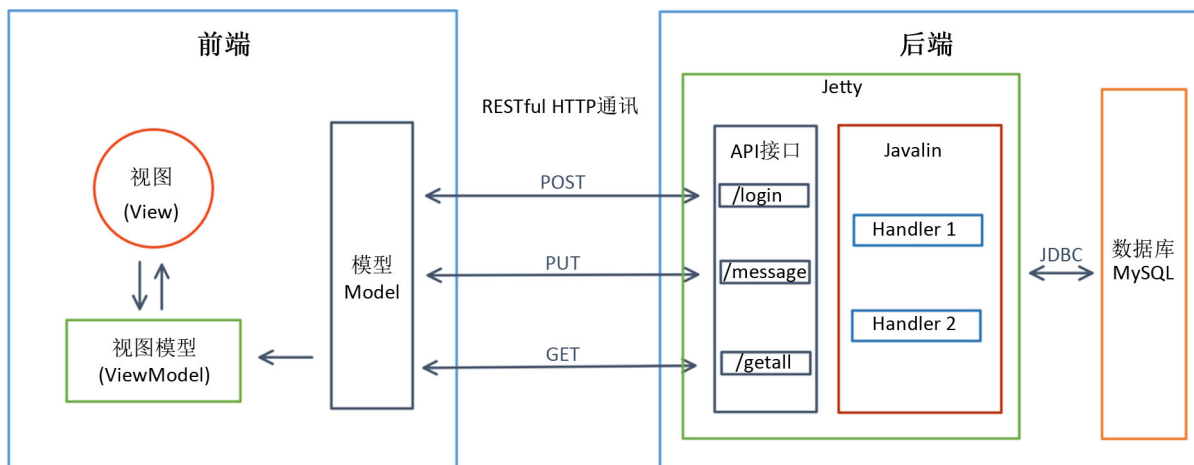 前端
视图
(View)
视图模型
(ViewModel)
模型
Model
RESTful HTTP通讯
POST
PUT
GET
后端
Jetty
API接口
/login
/message
/getall
Javalin
Handler 1
Handler 2
JDBC
数据库
MySQL